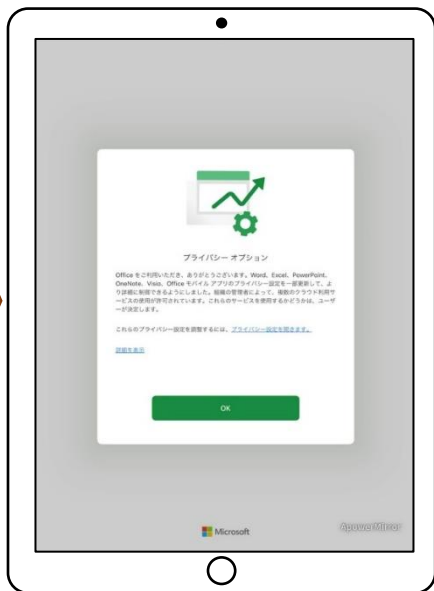 プライバシー オプション
Office をご利用いただき、ありがとうございます。Word、Excel、PowerPoint、
OneNote、Visio、Office モバイル アプリのプライバシー設定を一部更新して、よ
り詳細に制御できるようにしました。組織の管理者によって、複数のクラウド利用サ
ービスの使用が許可されています。これらのサービスを使用するかどうかは、ユーザ
ーが決定します。
これらのプライバシー設定を調整するには、プライバシー設定を開きます。
詳細を表示
OK
Microsoft
ApowerMirror